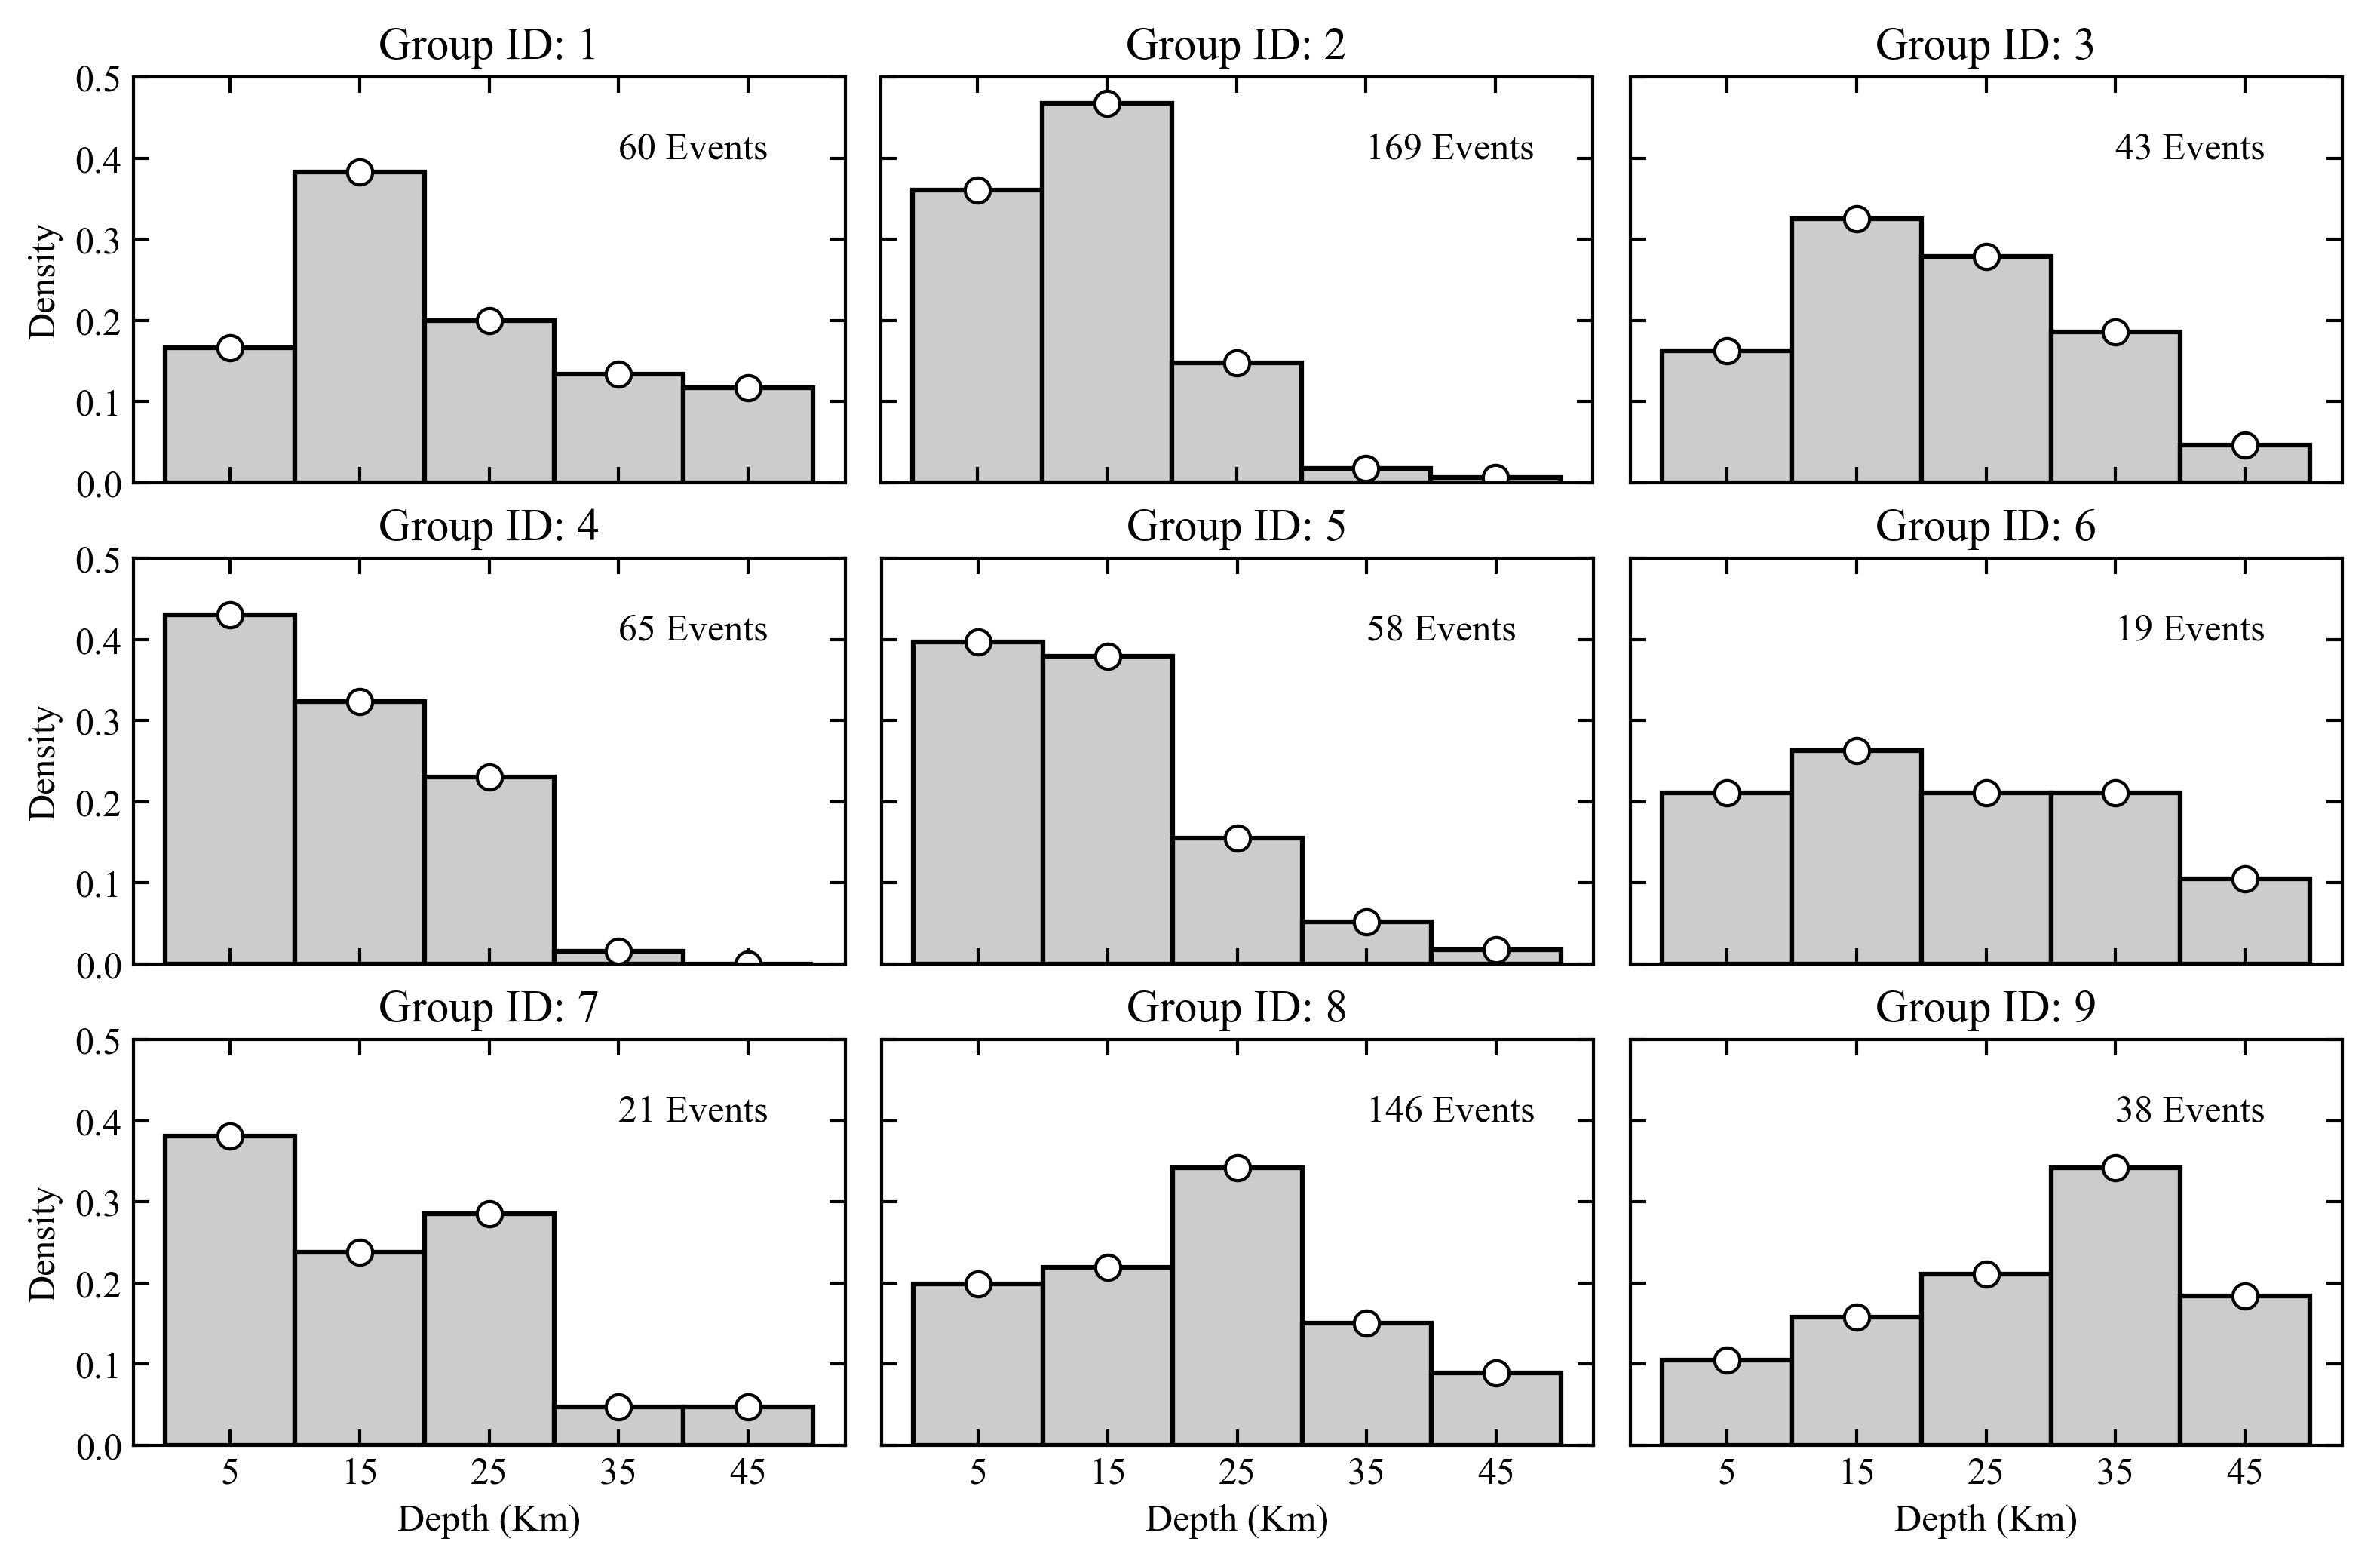 Group ID: 1
Group ID: 2
Group ID: 3
0.5
0.4
0.3
0.2
0.1
0.0
Density
60 Events
169 Events
43 Events
Group ID: 4
Group ID: 5
Group ID: 6
0.5
0.4
0.3
0.2
0.1
0.0
Density
65 Events
58 Events
19 Events
Group ID: 7
Group ID: 8
Group ID: 9
0.5
0.4
0.3
0.2
0.1
0.0
Density
21 Events
146 Events
38 Events
5 15 25 35 45
5 15 25 35 45
5 15 25 35 45
Depth (Km)
Depth (Km)
Depth (Km)